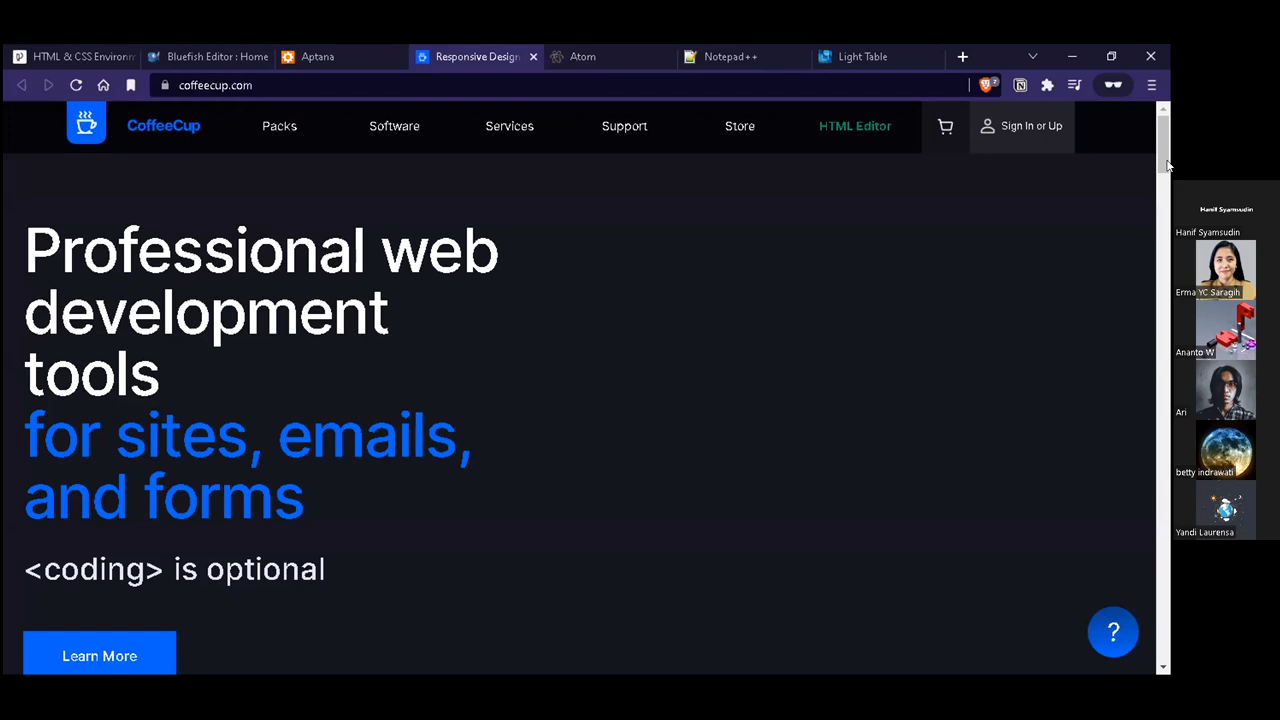 HTML & CSS Environm
Bluefish Editor : Home
Aptana
Responsive Design
Atom
Notepad++
Light Table
coffeecup.com
CoffeeCup
Packs
Software
Services
Support
Store
HTML Editor
Sign In or Up
Professional web
development
tools
for sites, emails,
and forms
<coding> is optional
Learn More
?
Hanif Syamsudin
Hanif Syamsudin
Erma YC Saragih
Ananto W
Ari
betty indrawati
Yandi Laurensa